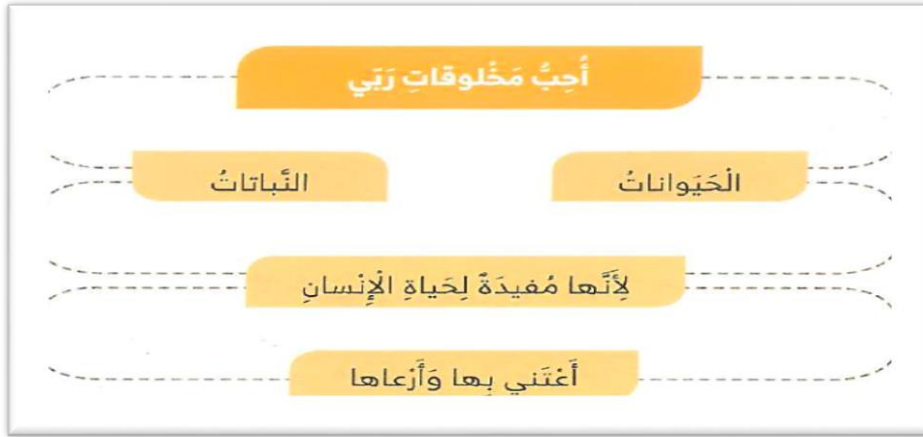 أُحِبُّ مَخْلوقاتِ رَبّي
الْحَيَواناتُ
النَّباتاتُ
لِأَنَّها مُفيدَةٌ لِحَياةِ الْإِنْسانِ
أَعْتَني بِها وَأَرْعاها